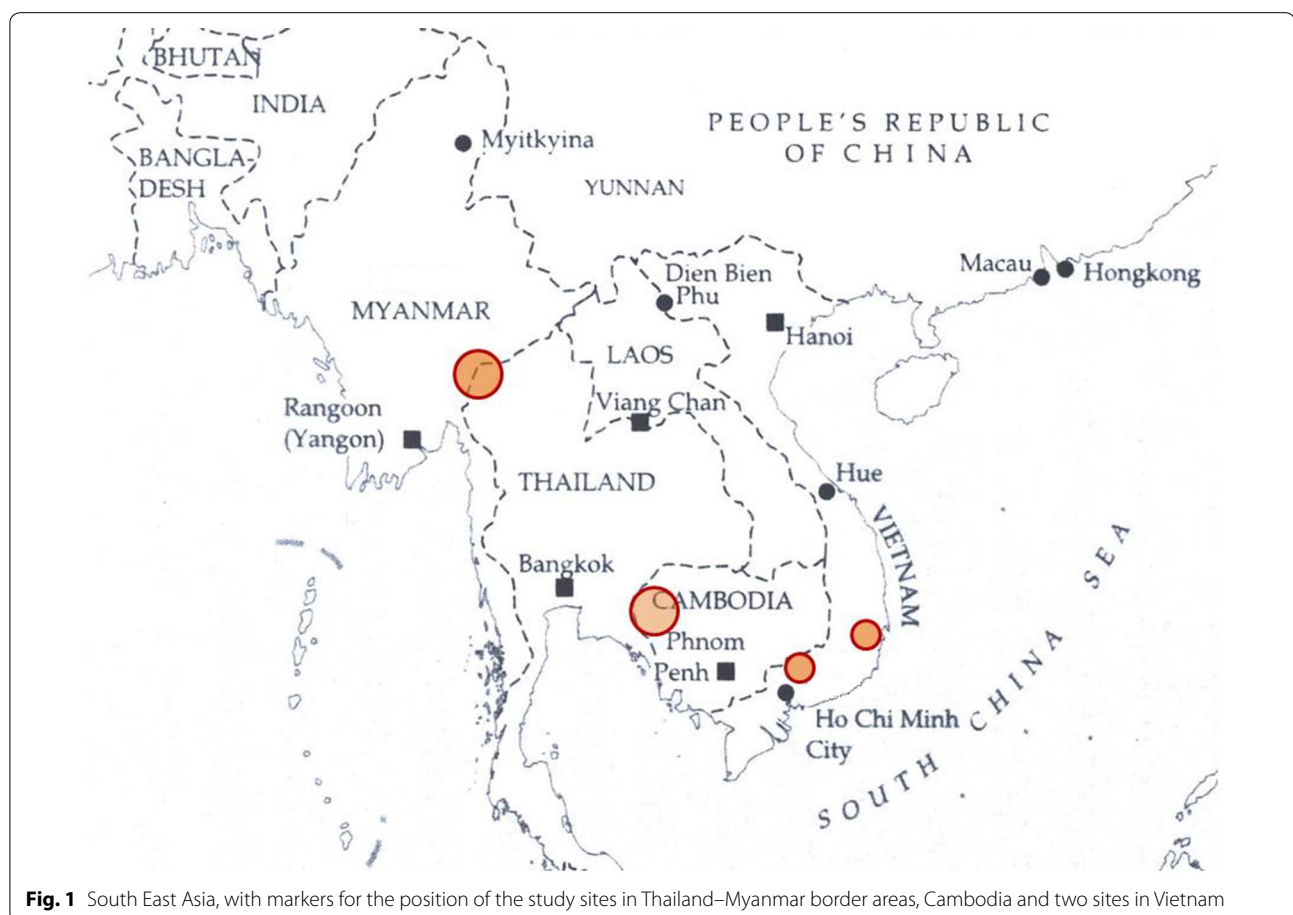 BHUTAN
INDIA
Myitkyina
PEOPLE'S REPUBLIC
OF CHINA
BANGLA-
DESH
YUNNAN
Macau
Hongkong
Dien Bien
Phu
MYANMAR
Hanoi
LAOS
Viang Chan
Rangoon
(Yangon)
Hue
THAILAND
VIETNAM
Bangkok
CAMBODIA
Phnom
Penh
Ho Chi Minh
City
SOUTH CHINA SEA
Fig. 1 South East Asia, with markers for the position of the study sites in Thailand–Myanmar border areas, Cambodia and two sites in Vietnam